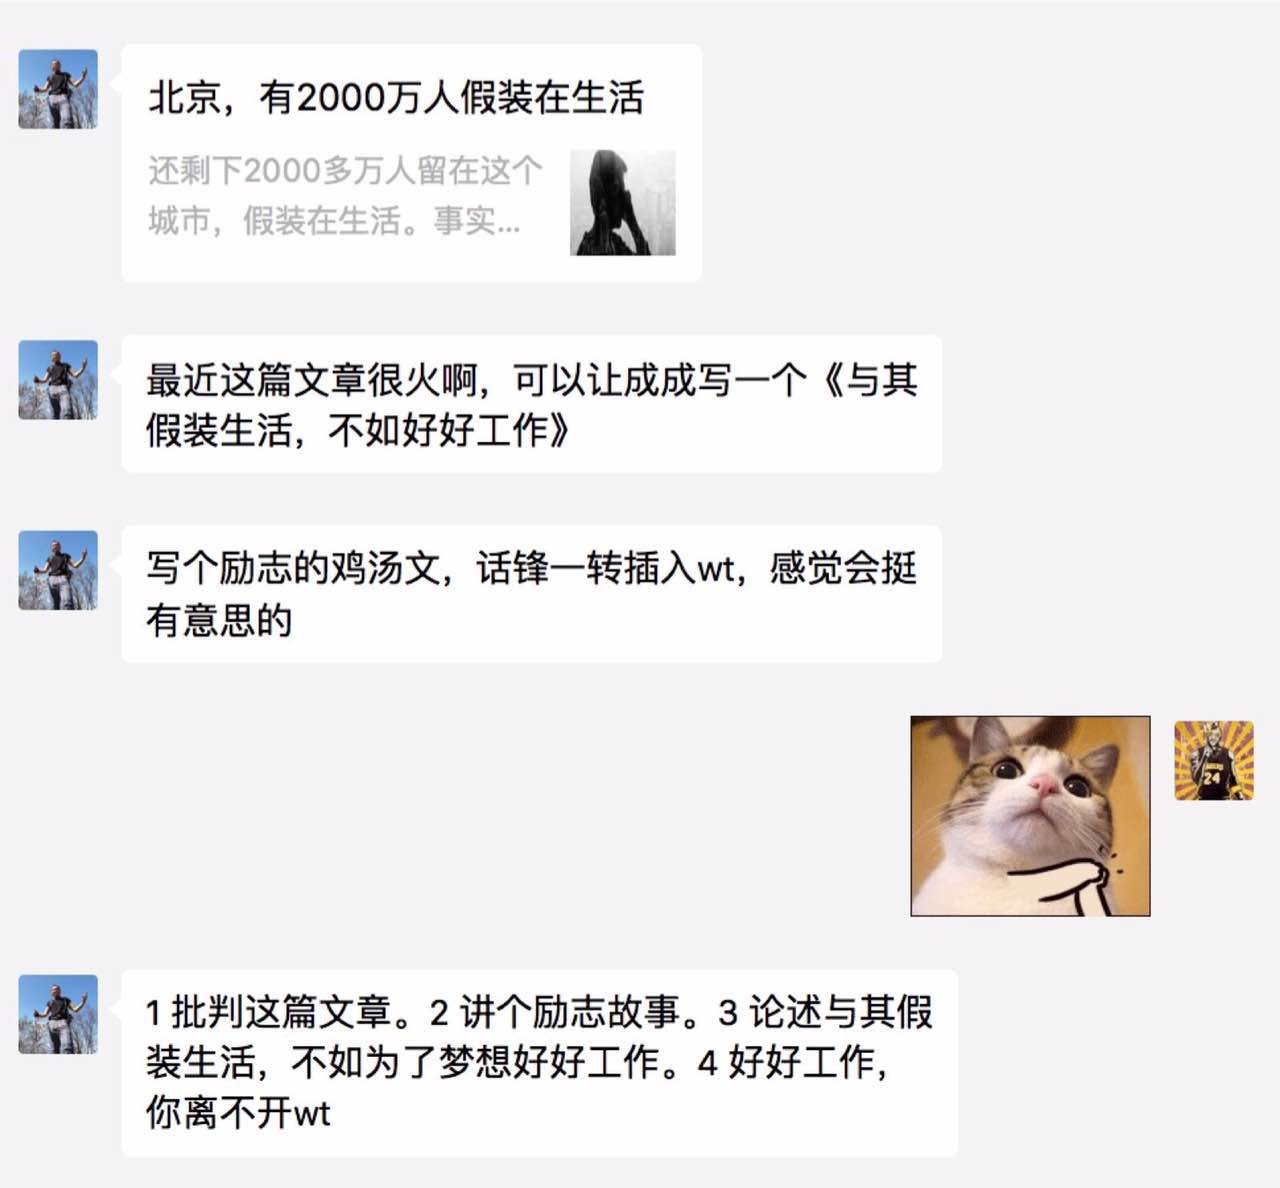 北京，有2000万人假装在生活
还剩下2000多万人留在这个
城市，假装在生活。事实...
最近这篇文章很火啊，可以让成成写一个《与其
假装生活，不如好好工作》
写个励志的鸡汤文，话锋一转插入wt，感觉会挺
有意思的
24
1 批判这篇文章。2 讲个励志故事。3 论述与其假
装生活，不如为了梦想好好工作。4 好好工作，
你离不开wt